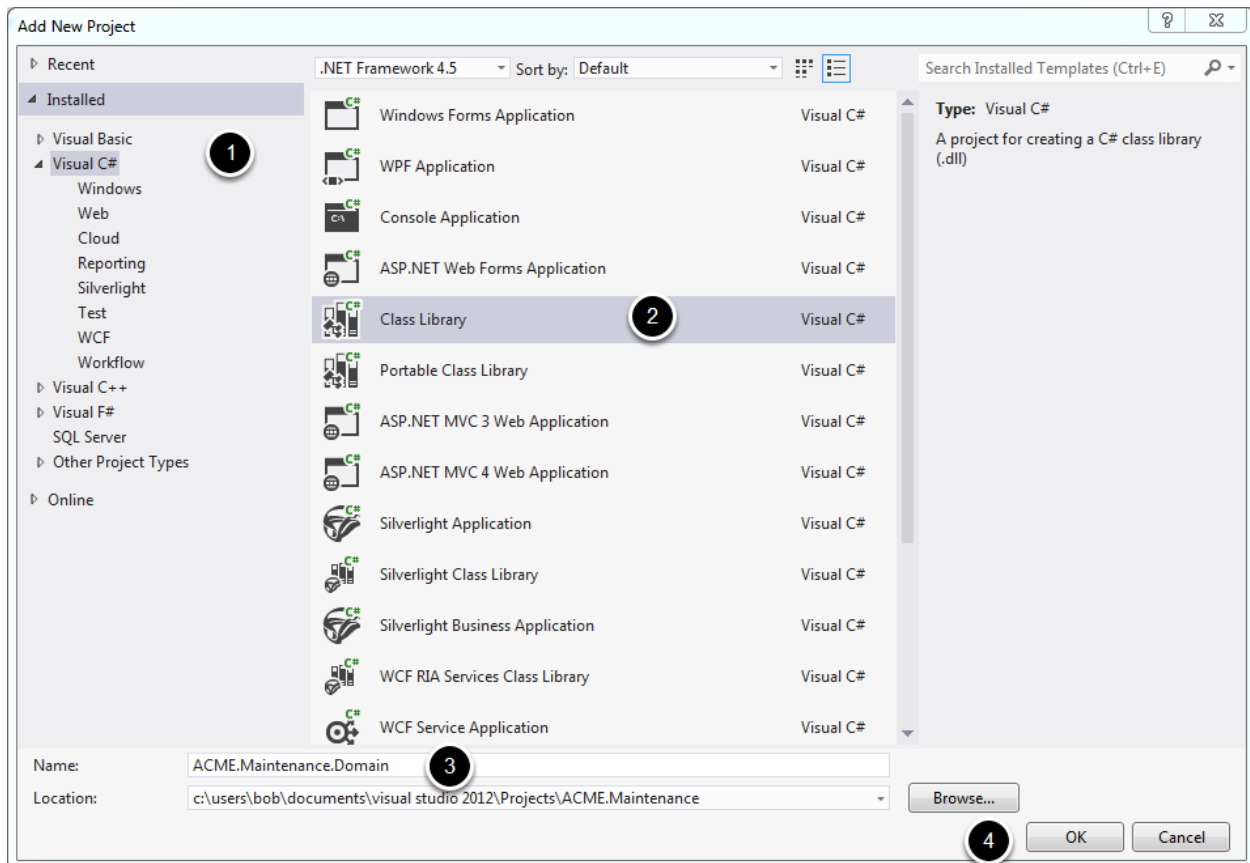 Add New Project
Recent
Installed
Visual Basic
Visual C#
Windows
Web
Cloud
Reporting
Silverlight
Test
WCF
Workflow
Visual C++
Visual F#
SQL Server
Other Project Types
Online
1
.NET Framework 4.5 Sort by: Default
C# Windows Forms Application Visual C#
C# WPF Application Visual C#
C# C:\ Console Application Visual C#
C# ASP.NET Web Forms Application Visual C#
C# Class Library 2 Visual C#
C# Portable Class Library Visual C#
C# ASP.NET MVC 3 Web Application Visual C#
C# ASP.NET MVC 4 Web Application Visual C#
C# Silverlight Application Visual C#
C# Silverlight Class Library Visual C#
C# Silverlight Business Application Visual C#
C# WCF RIA Services Class Library Visual C#
C# WCF Service Application Visual C#
Search Installed Templates (Ctrl+E)
Type: Visual C#
A project for creating a C# class library
(.dll)
Name: ACME.Maintenance.Domain 3
Location: c:\users\bob\documents\visual studio 2012\Projects\ACME.Maintenance Browse...
4 OK Cancel